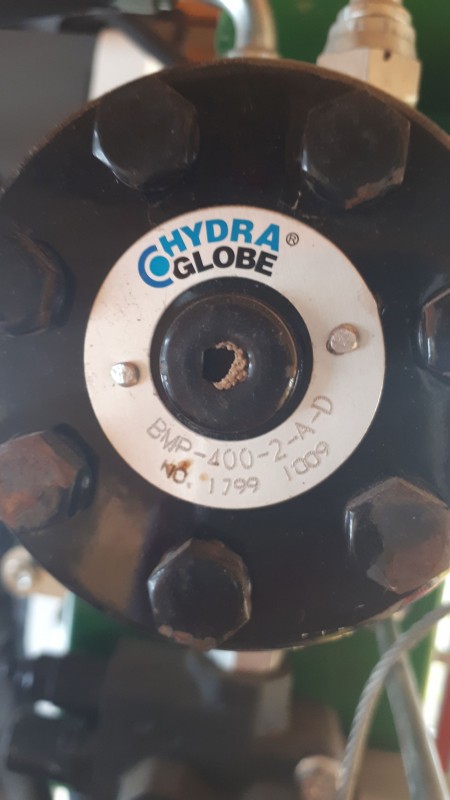 HYDRA®
GLOBE
BMP-400-2-A-D
NO. 1799 1009